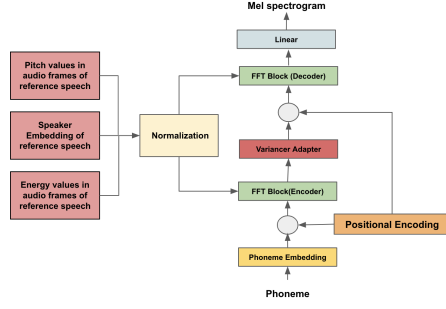 Mel spectrogram
Linear
Pitch values in
audio frames of
reference speech
FFT Block (Decoder)
Speaker
Embedding of
reference speech
Normalization
Variancer Adapter
Energy values in
audio frames of
reference speech
FFT Block(Encoder)
Positional Encoding
Phoneme Embedding
Phoneme